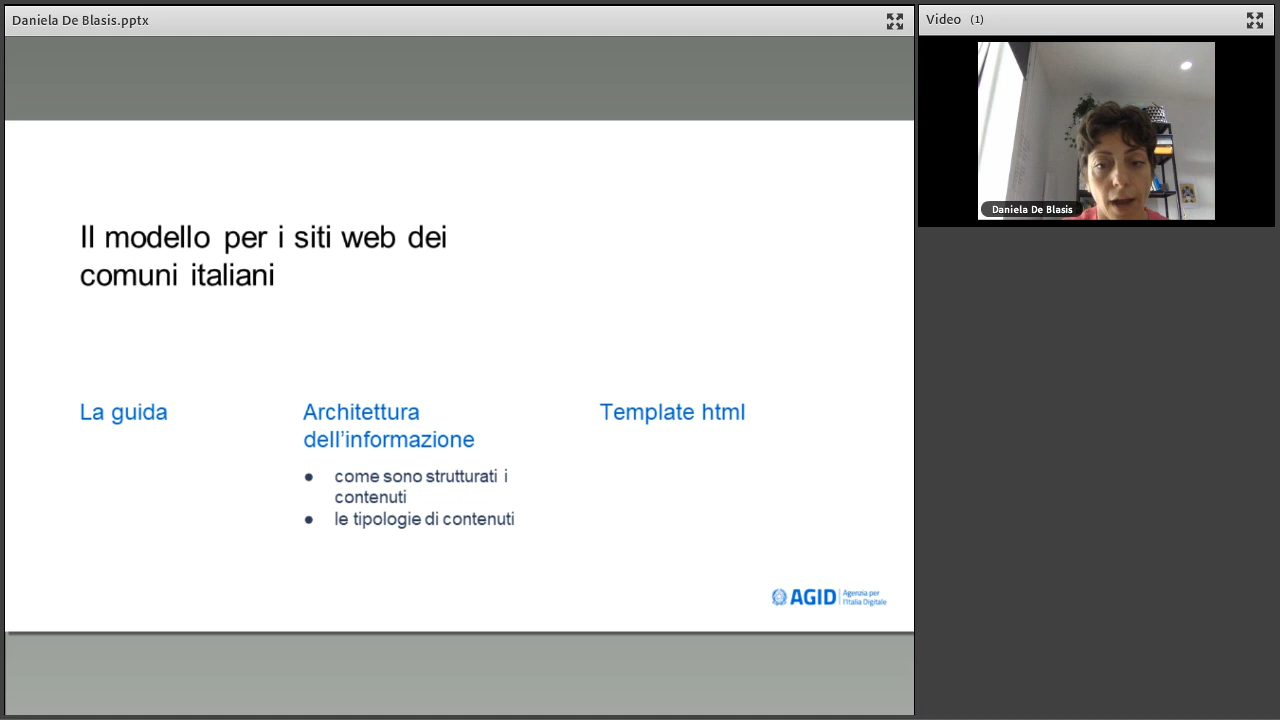 Daniela De Blasis.pptx
Video (1)
Daniela De Blasis
Il modello per i siti web dei
comuni italiani
La guida
Architettura
dell'informazione
● come sono strutturati i
contenuti
● le tipologie di contenuti
Template html
AGID Agenzia per
l'Italia Digitale